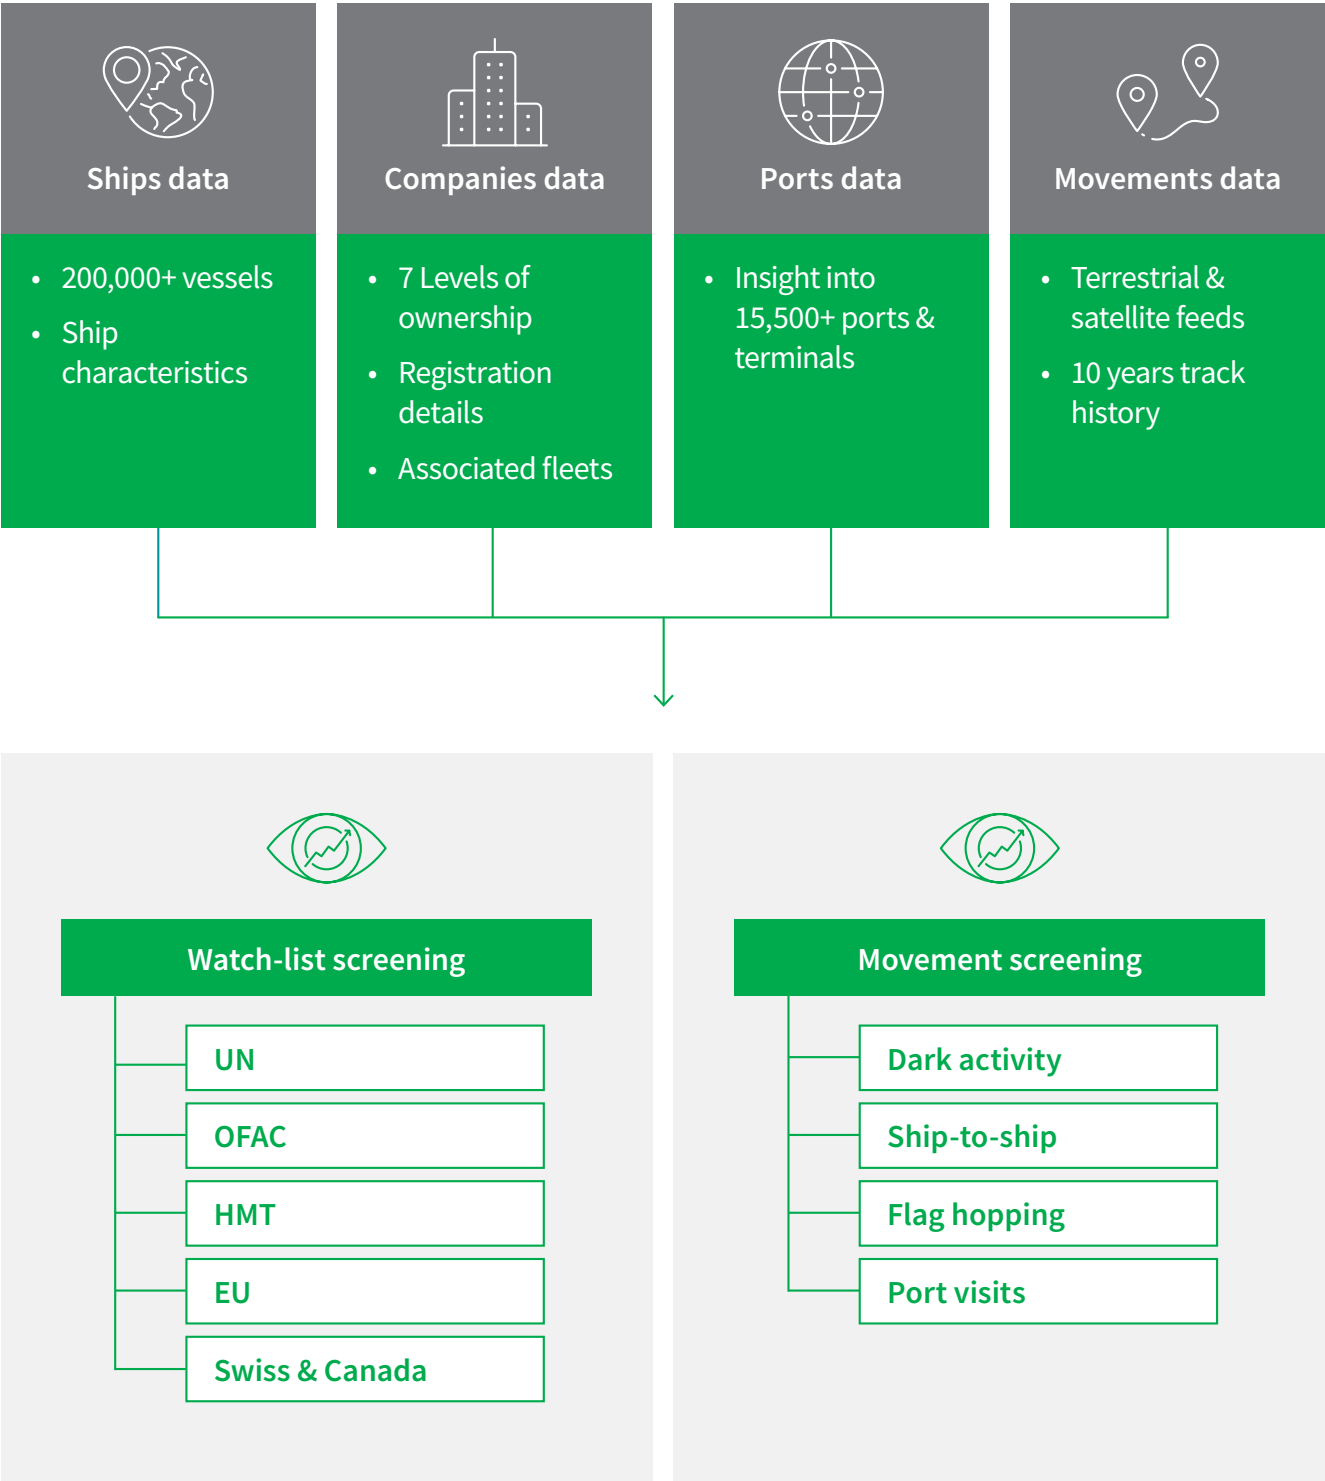 Ships data
• 200,000+ vessels
• Ship
characteristics
Companies data
• 7 Levels of
ownership
• Registration
details
• Associated fleets
Ports data
• Insight into
15,500+ ports &
terminals
Movements data
• Terrestrial &
satellite feeds
• 10 years track
history
Watch-list screening
UN
OFAC
HMT
EU
Swiss & Canada
Movement screening
Dark activity
Ship-to-ship
Flag hopping
Port visits